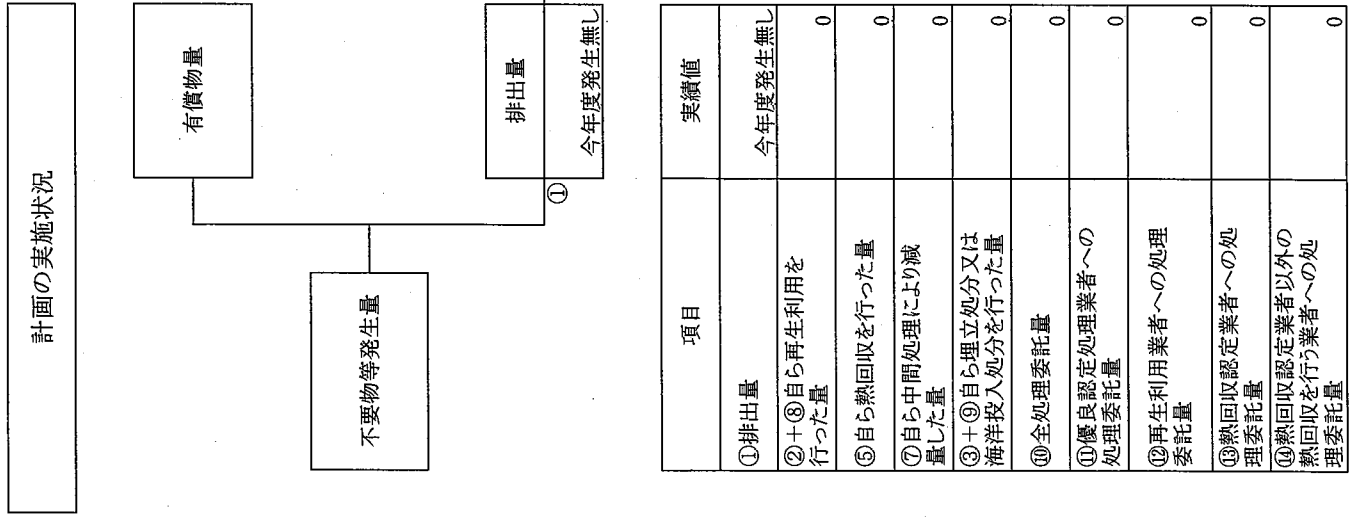 計画の実施状況
有償物量
不要物等発生量
排出量
今年度発生無し
①
項目
実績値
①排出量
今年度発生無し
②+⑧自ら再生利用を
行った量
0
⑤自ら熱回収を行った量
0
⑦自ら中間処理により減
量した量
0
③+⑨自ら埋立処分又は
海洋投入処分を行った量
0
⑩全処理委託量
0
⑪優良認定処理業者への
処理委託量
0
⑫再生利用業者への処理
委託量
0
⑬熱回収認定業者への処
理委託量
0
⑭熱回収認定業者以外の
熱回収を行う業者への処
理委託量
0